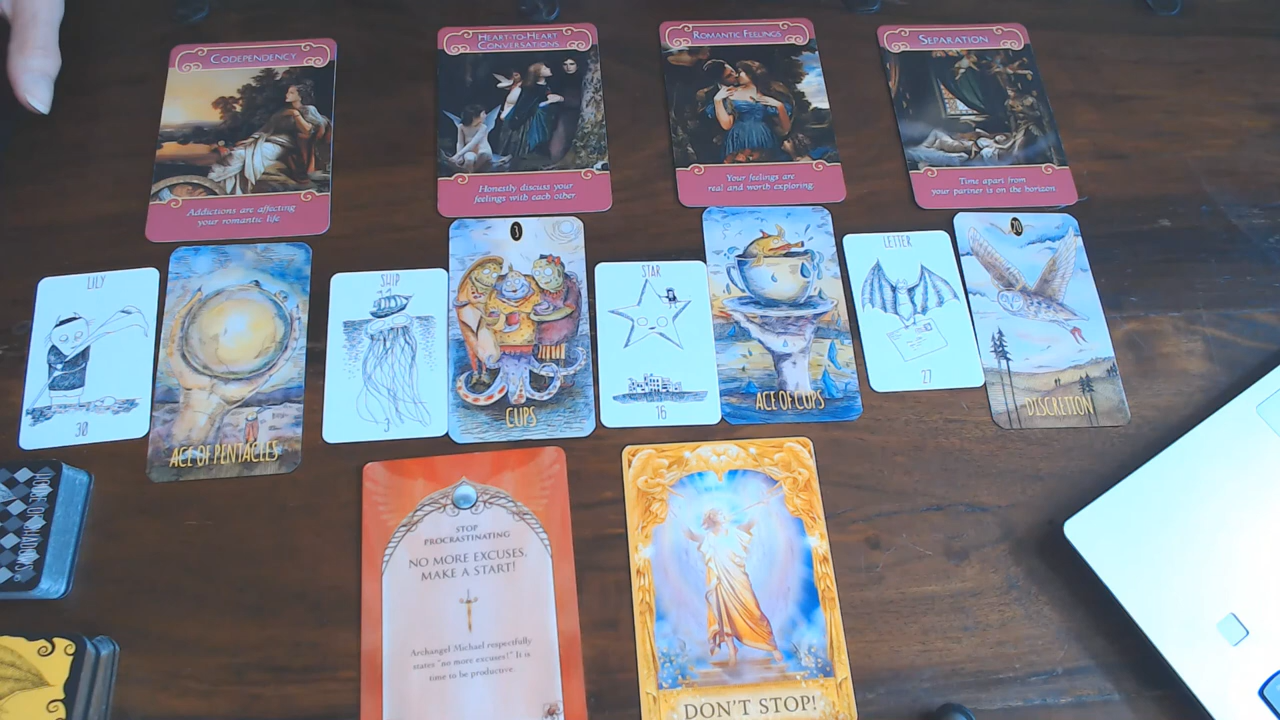 CODEPENDENCY
Addictions are affecting
your romantic life
HEART-TO-HEART
CONVERSATIONS
Honestly discuss your
feelings with each other
ROMANTIC FEELINGS
Your feelings are
real and worth exploring.
SEPARATION
Time apart from
your partner is on the horizon
LILY
30
ACE OF PENTACLES
SHIP
3
3
CUPS
STAR
16
ACE OF CUPS
LETTER
27
20
DISCRETION
STOP
PROCRASTINATING
NO MORE EXCUSES,
MAKE A START!
Archangel Michael respectfully
states "no more excuses!" It is
time to be productive.
DON'T STOP!